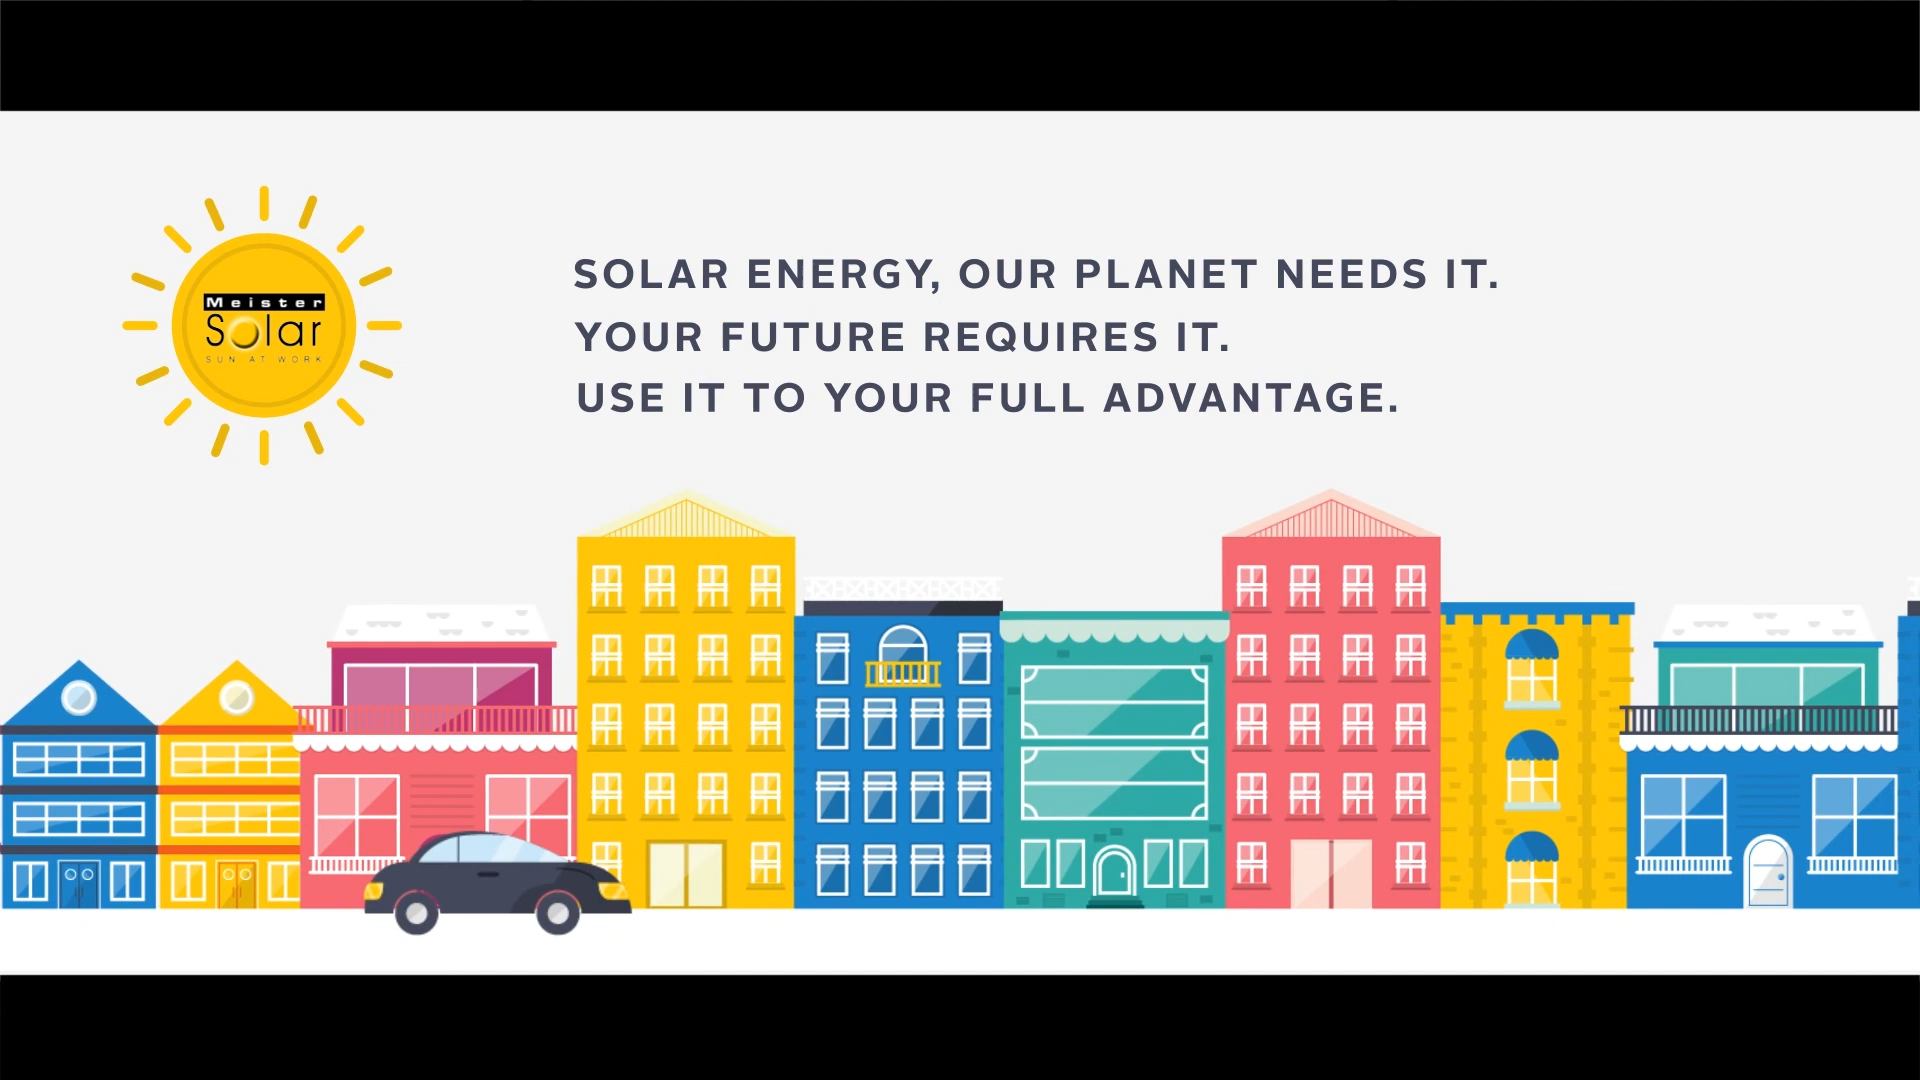 Meister
Solar
SUN AT WORK
SOLAR ENERGY, OUR PLANET NEEDS IT.
YOUR FUTURE REQUIRES IT.
USE IT TO YOUR FULL ADVANTAGE.